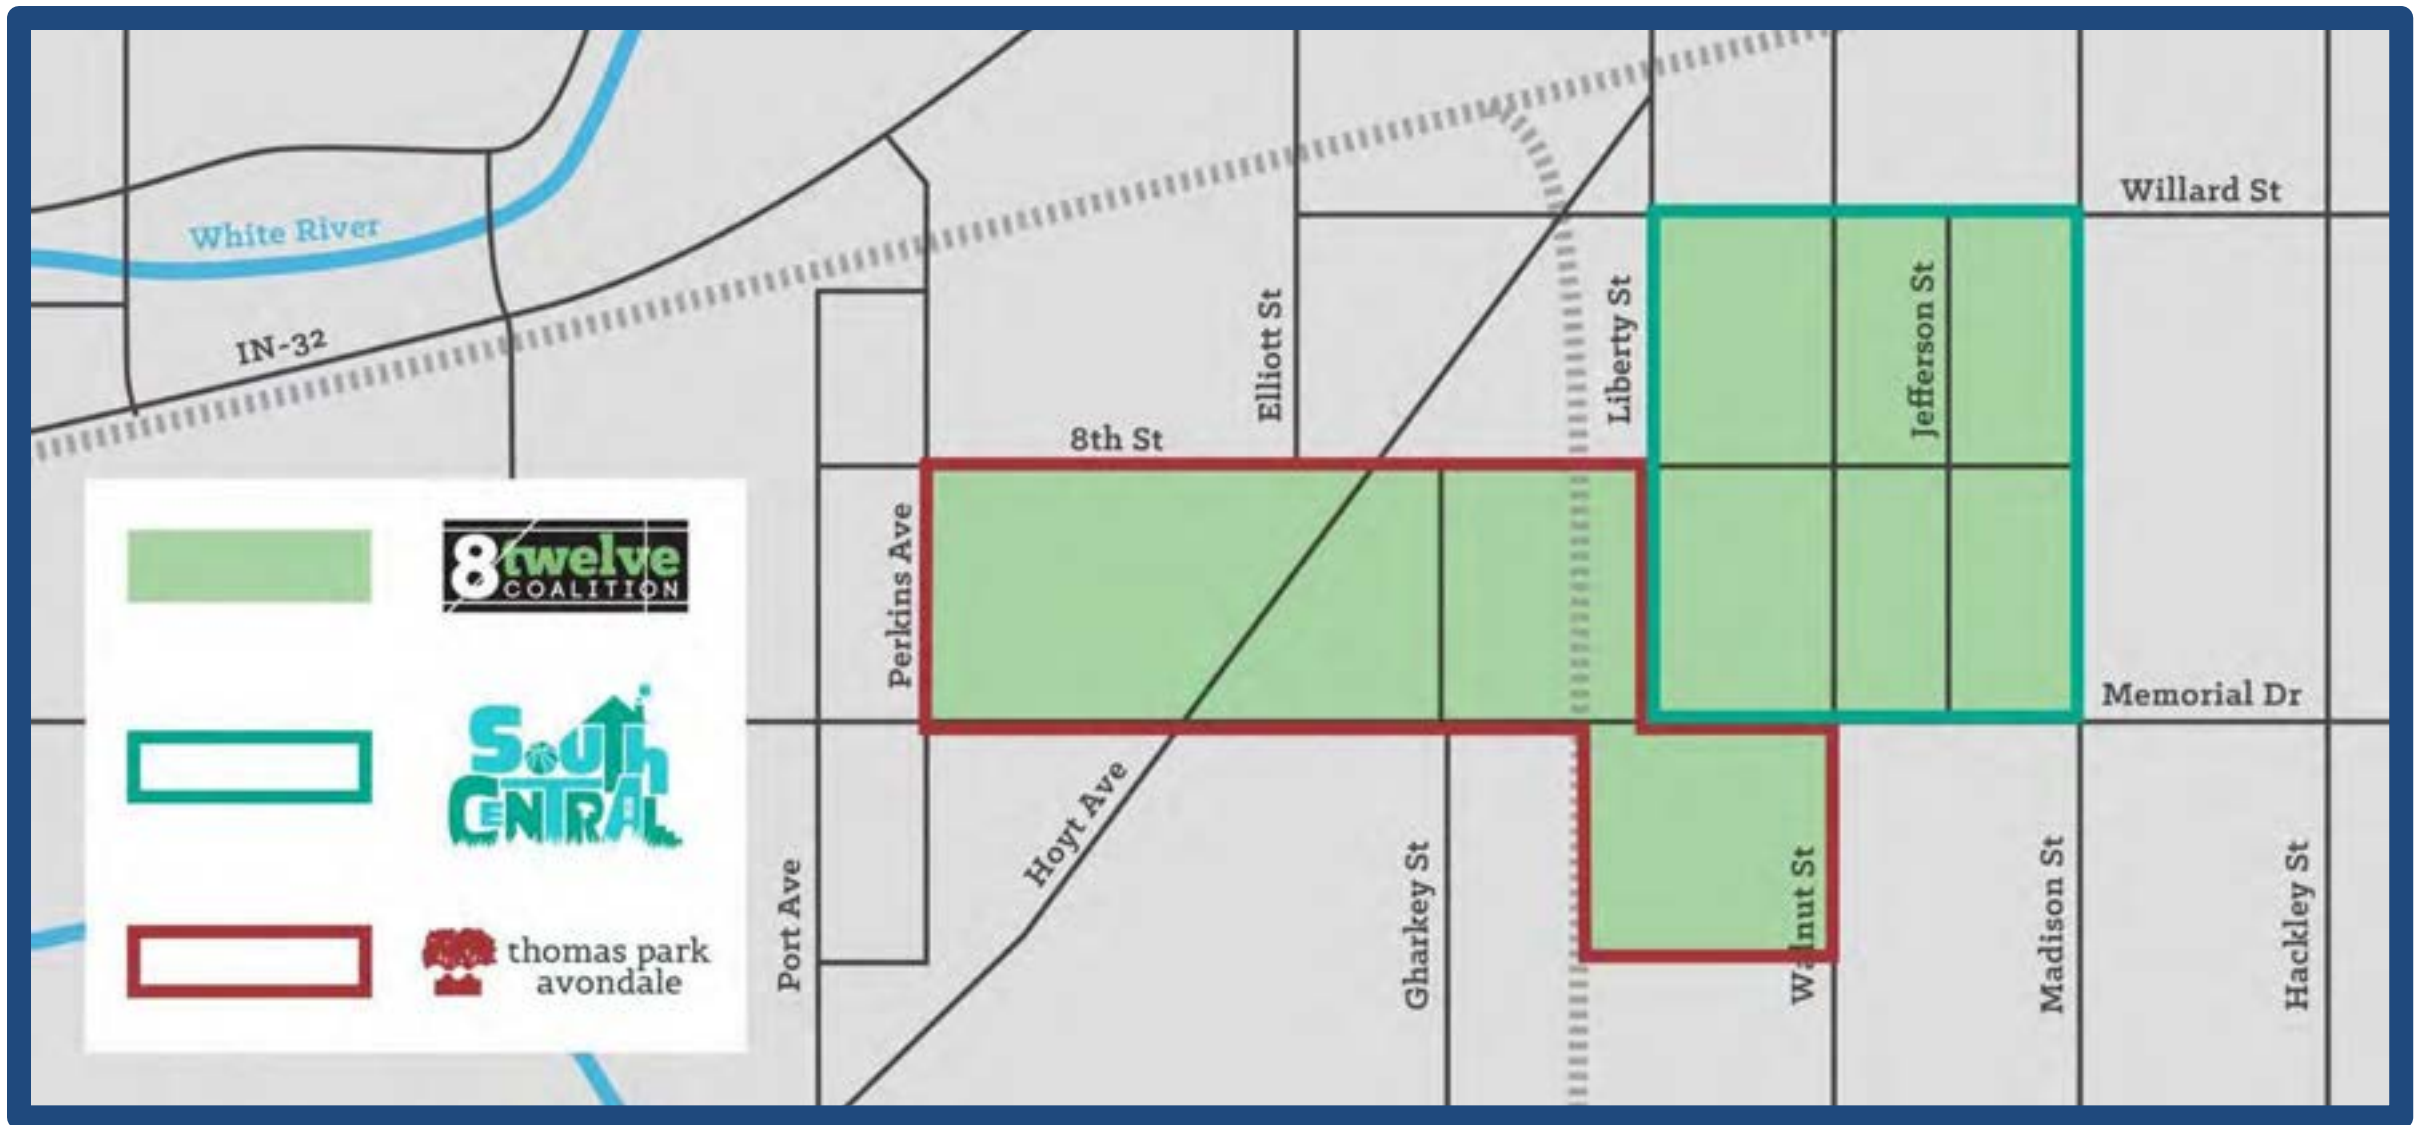 Willard St
White River
IN-32
Elliott St
Liberty St
Jefferson St
8th St
Perkins Ave
8twelve
COALITION
Memorial Dr
SOUTH
CENTRAL
Hoyt Ave
Port Ave
Gharkey St
Walnut St
Madison St
Hackley St
thomas park
avondale